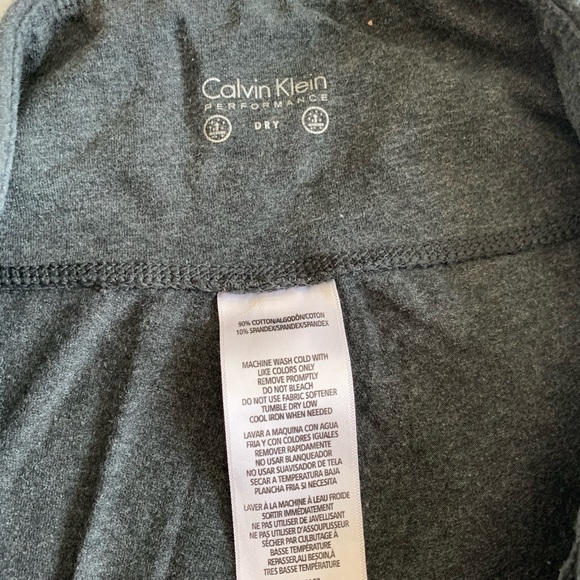 Calvin Klein
PERFORMANCE
DRY
90% COTTON/ALGODÓN/COTON
10% SPANDEX/SPANDEX/SPANDEX
MACHINE WASH COLD WITH
LIKE COLORS ONLY
REMOVE PROMPTLY
DO NOT BLEACH
DO NOT USE FABRIC SOFTENER
TUMBLE DRY LOW
COOL IRON WHEN NEEDED
LAVAR A MAQUINA CON AGUA
FRIA Y CON COLORES IGUALES
REMOVER RAPIDAMENTE
NO USAR BLANQUEADOR
NO USAR SUAVISADOR DE TELA
SECAR A TEMPERATURA BAJA
PLANCHA FRIA SI NECESITA
LAVER À LA MACHINE À LEAU FROIDE
SORTIR IMMÉDIATEMENT
NE PAS UTILISER DE JAVELLISANT
NE PAS UTILISER D'ASSOUPLISSEUR
SÉCHER PAR CULBUTAGE À
BASSE TEMPÉRATURE
REPASSER,AU BESOIN,À
TRES BASSE TEMPÉRATURE